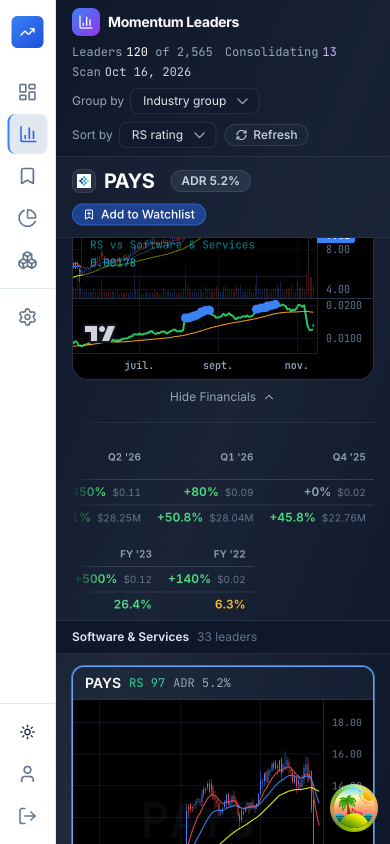 Momentum Leaders
Leaders 120 of 2,565 Consolidating 13
Scan Oct 16, 2026
Group by Industry group
Sort by RS rating Refresh
PAYS ADR 5.2%
Add to Watchlist
RS vs Software & Services
8.00
0.00178
4.00
0.0200
0.0100
juil. sept. nov.
Hide Financials
Q2 '26 Q1 '26 Q4 '25
$0.11 +80% $0.09 +0% $0.02
$28.25M +50.8% $28.04M +45.8% $22.76M
FY '23 FY '22
+500% $0.12 +140% $0.02
26.4% 6.3%
Software & Services 33 leaders
PAYS RS 97 ADR 5.2%
18.00
16.00